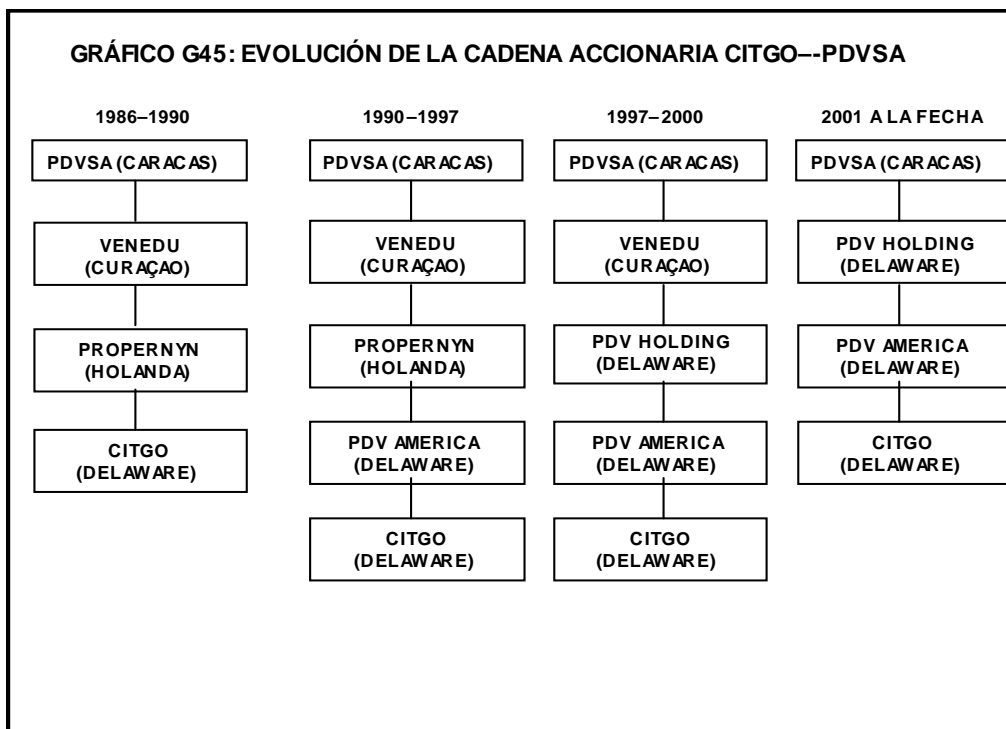 GRÁFICO G45: EVOLUCIÓN DE LA CADENA ACCIONARIA CITGO–--PDVSA
1986–1990
PDVSA (CARACAS)
VENEDU
(CURAÇAO)
PROPERNYN
(HOLANDA)
CITGO
(DELAWARE)
1990–1997
PDVSA (CARACAS)
VENEDU
(CURAÇAO)
PROPERNYN
(HOLANDA)
PDV AMERICA
(DELAWARE)
CITGO
(DELAWARE)
1997–2000
PDVSA (CARACAS)
VENEDU
(CURAÇAO)
PDV HOLDING
(DELAWARE)
PDV AMERICA
(DELAWARE)
CITGO
(DELAWARE)
2001 A LA FECHA
PDVSA (CARACAS)
PDV HOLDING
(DELAWARE)
PDV AMERICA
(DELAWARE)
CITGO
(DELAWARE)